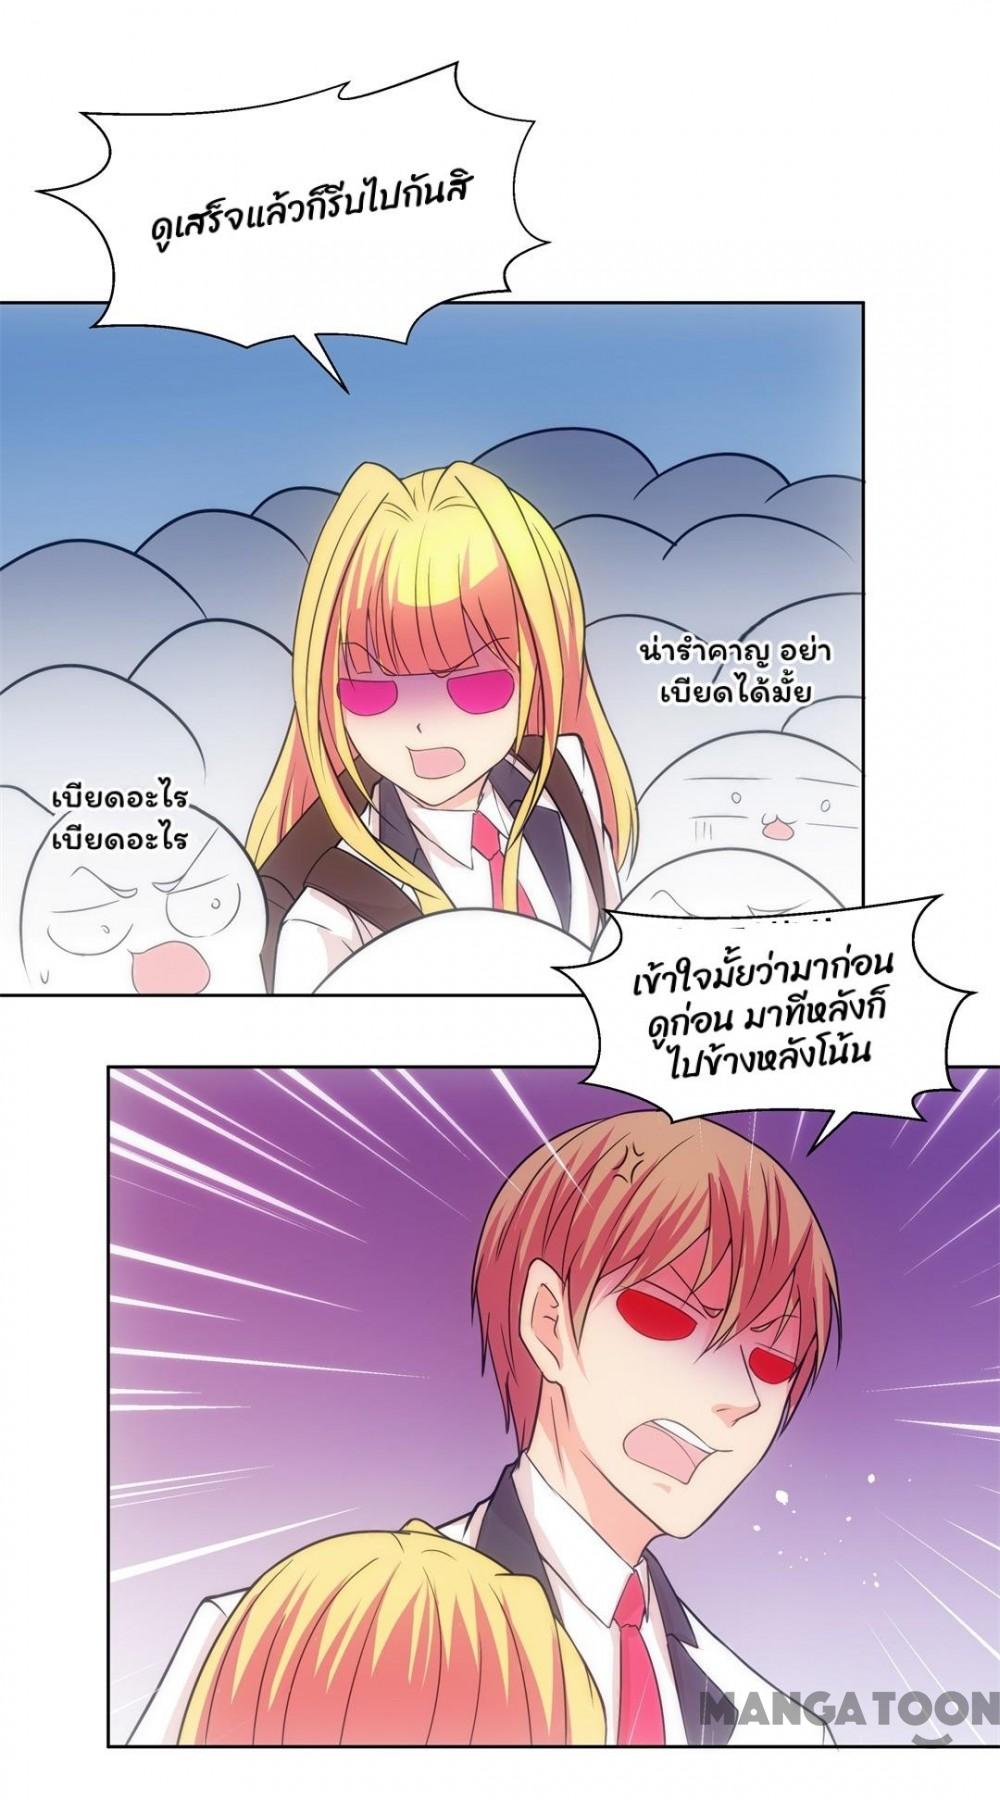 ดูเสร็จแล้วก็รีบไปกันสิ
น่ารำคาญ อย่า
เบียดได้มั้ย
เบียดอะไร
เบียดอะไร
เข้าใจมั้ยว่ามาก่อน
ดูก่อน มาทีหลังก็
ไปข้างหลังโน้น
MANGATOON